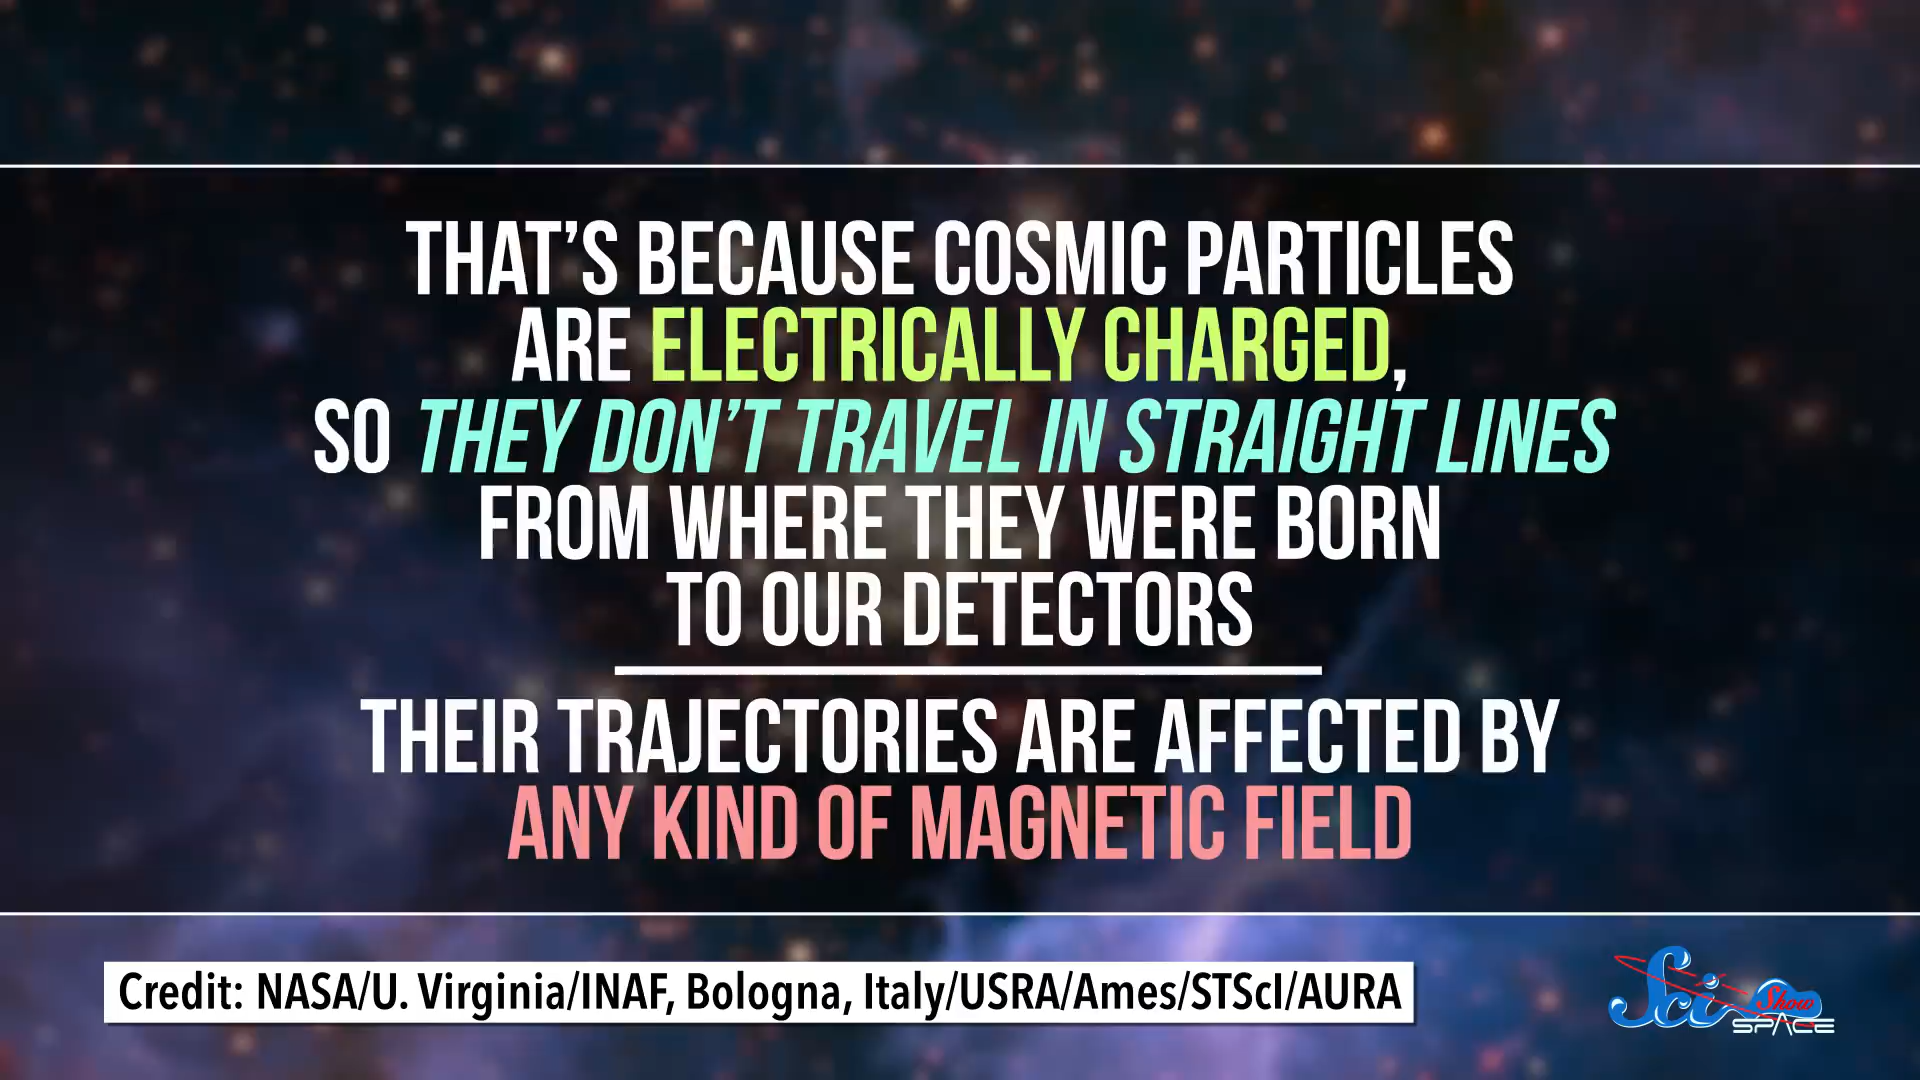 THAT'S BECAUSE COSMIC PARTICLES
ARE ELECTRICALLY CHARGED,
SO THEY DON'T TRAVEL IN STRAIGHT LINES
FROM WHERE THEY WERE BORN
TO OUR DETECTORS
THEIR TRAJECTORIES ARE AFFECTED BY
ANY KIND OF MAGNETIC FIELD
Credit: NASA/U. Virginia/INAF, Bologna, Italy/USRA/Ames/STScI/AURA
Sci Show
SPACE